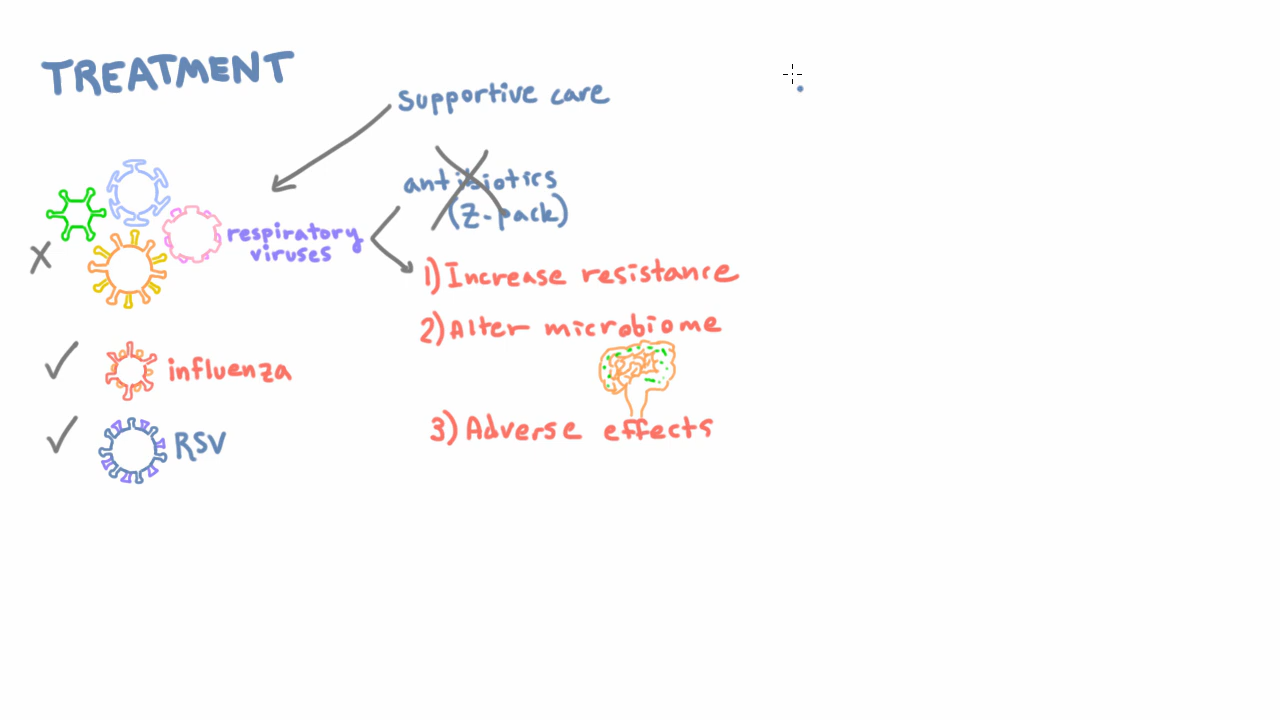 TREATMENT
Supportive care
antibiotics
(Z-pack)
respiratory
viruses
1) Increase resistance
2) Alter microbiome
3) Adverse effects
influenza
RSV